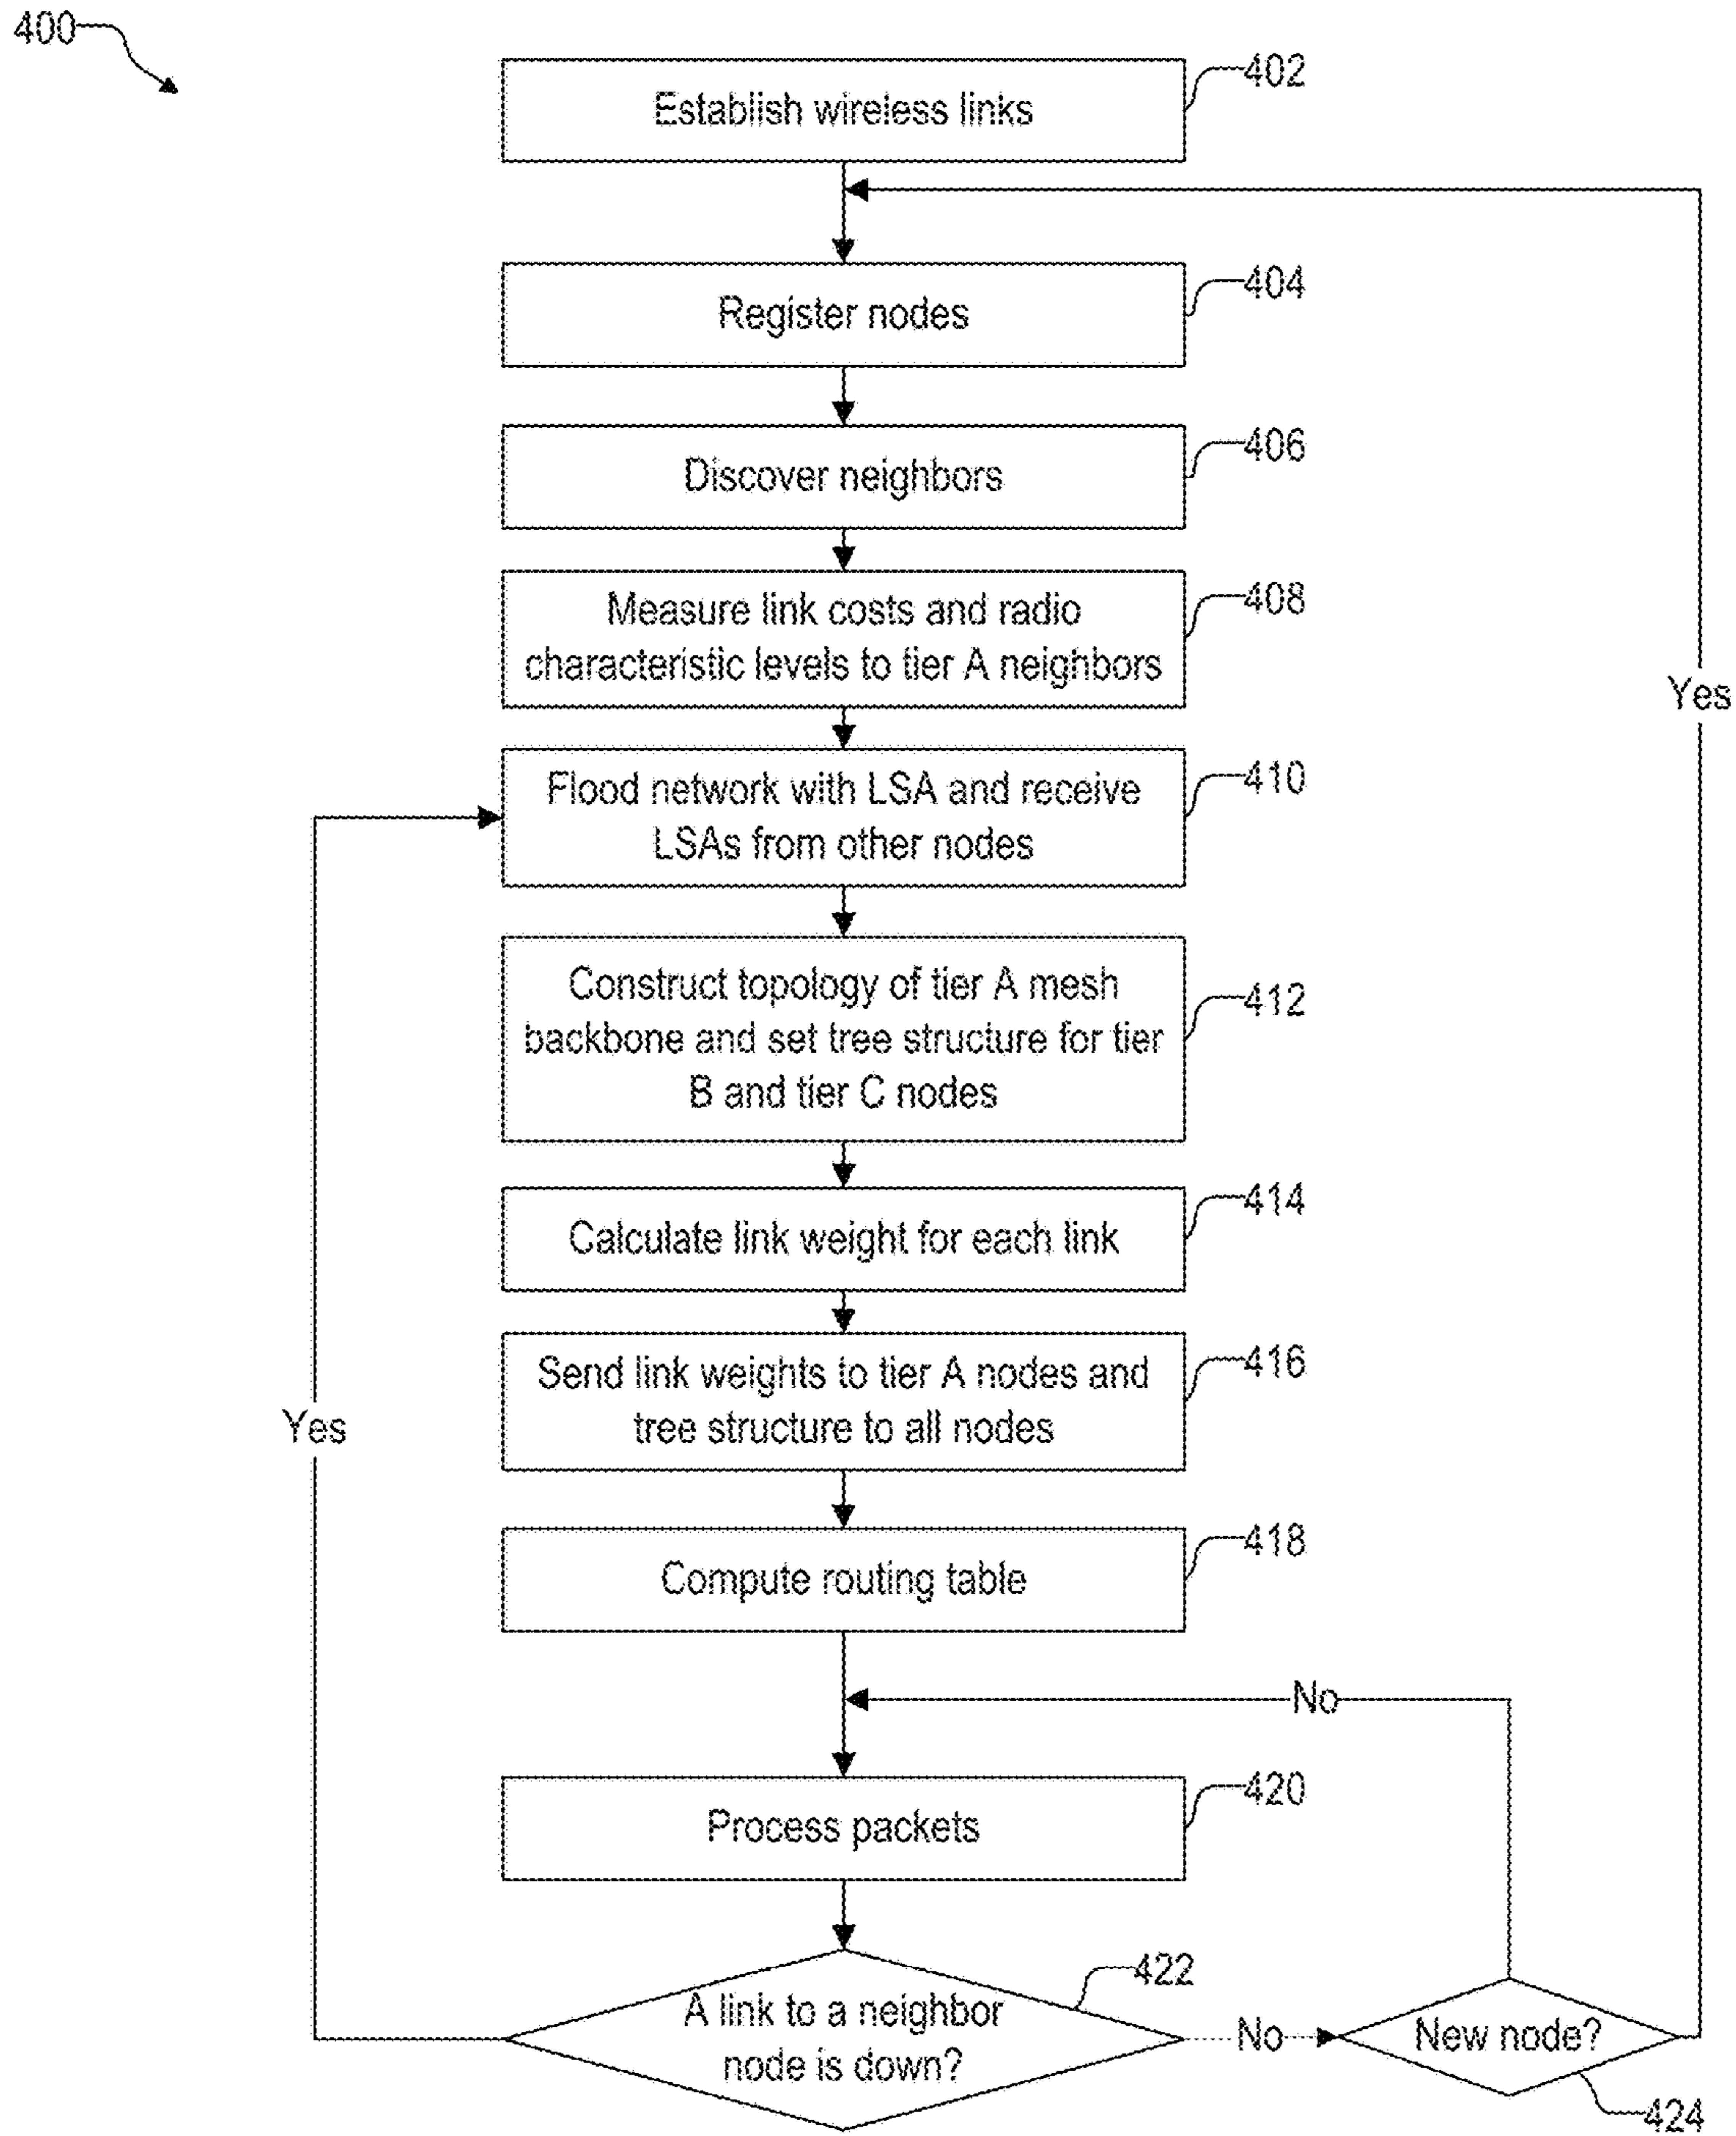 400
402
Establish wireless links
404
Register nodes
406
Discover neighbors
408
Measure link costs and radio
characteristic levels to tier A neighbors
Yes
410
Flood network with LSA and receive
LSAs from other nodes
412
Construct topology of tier A mesh
backbone and set tree structure for tier
B and tier C nodes
414
Calculate link weight for each link
416
Send link weights to tier A nodes and
tree structure to all nodes
Yes
418
Compute routing table
No
420
Process packets
422
A link to a neighbor
node is down?
No
New node?
424